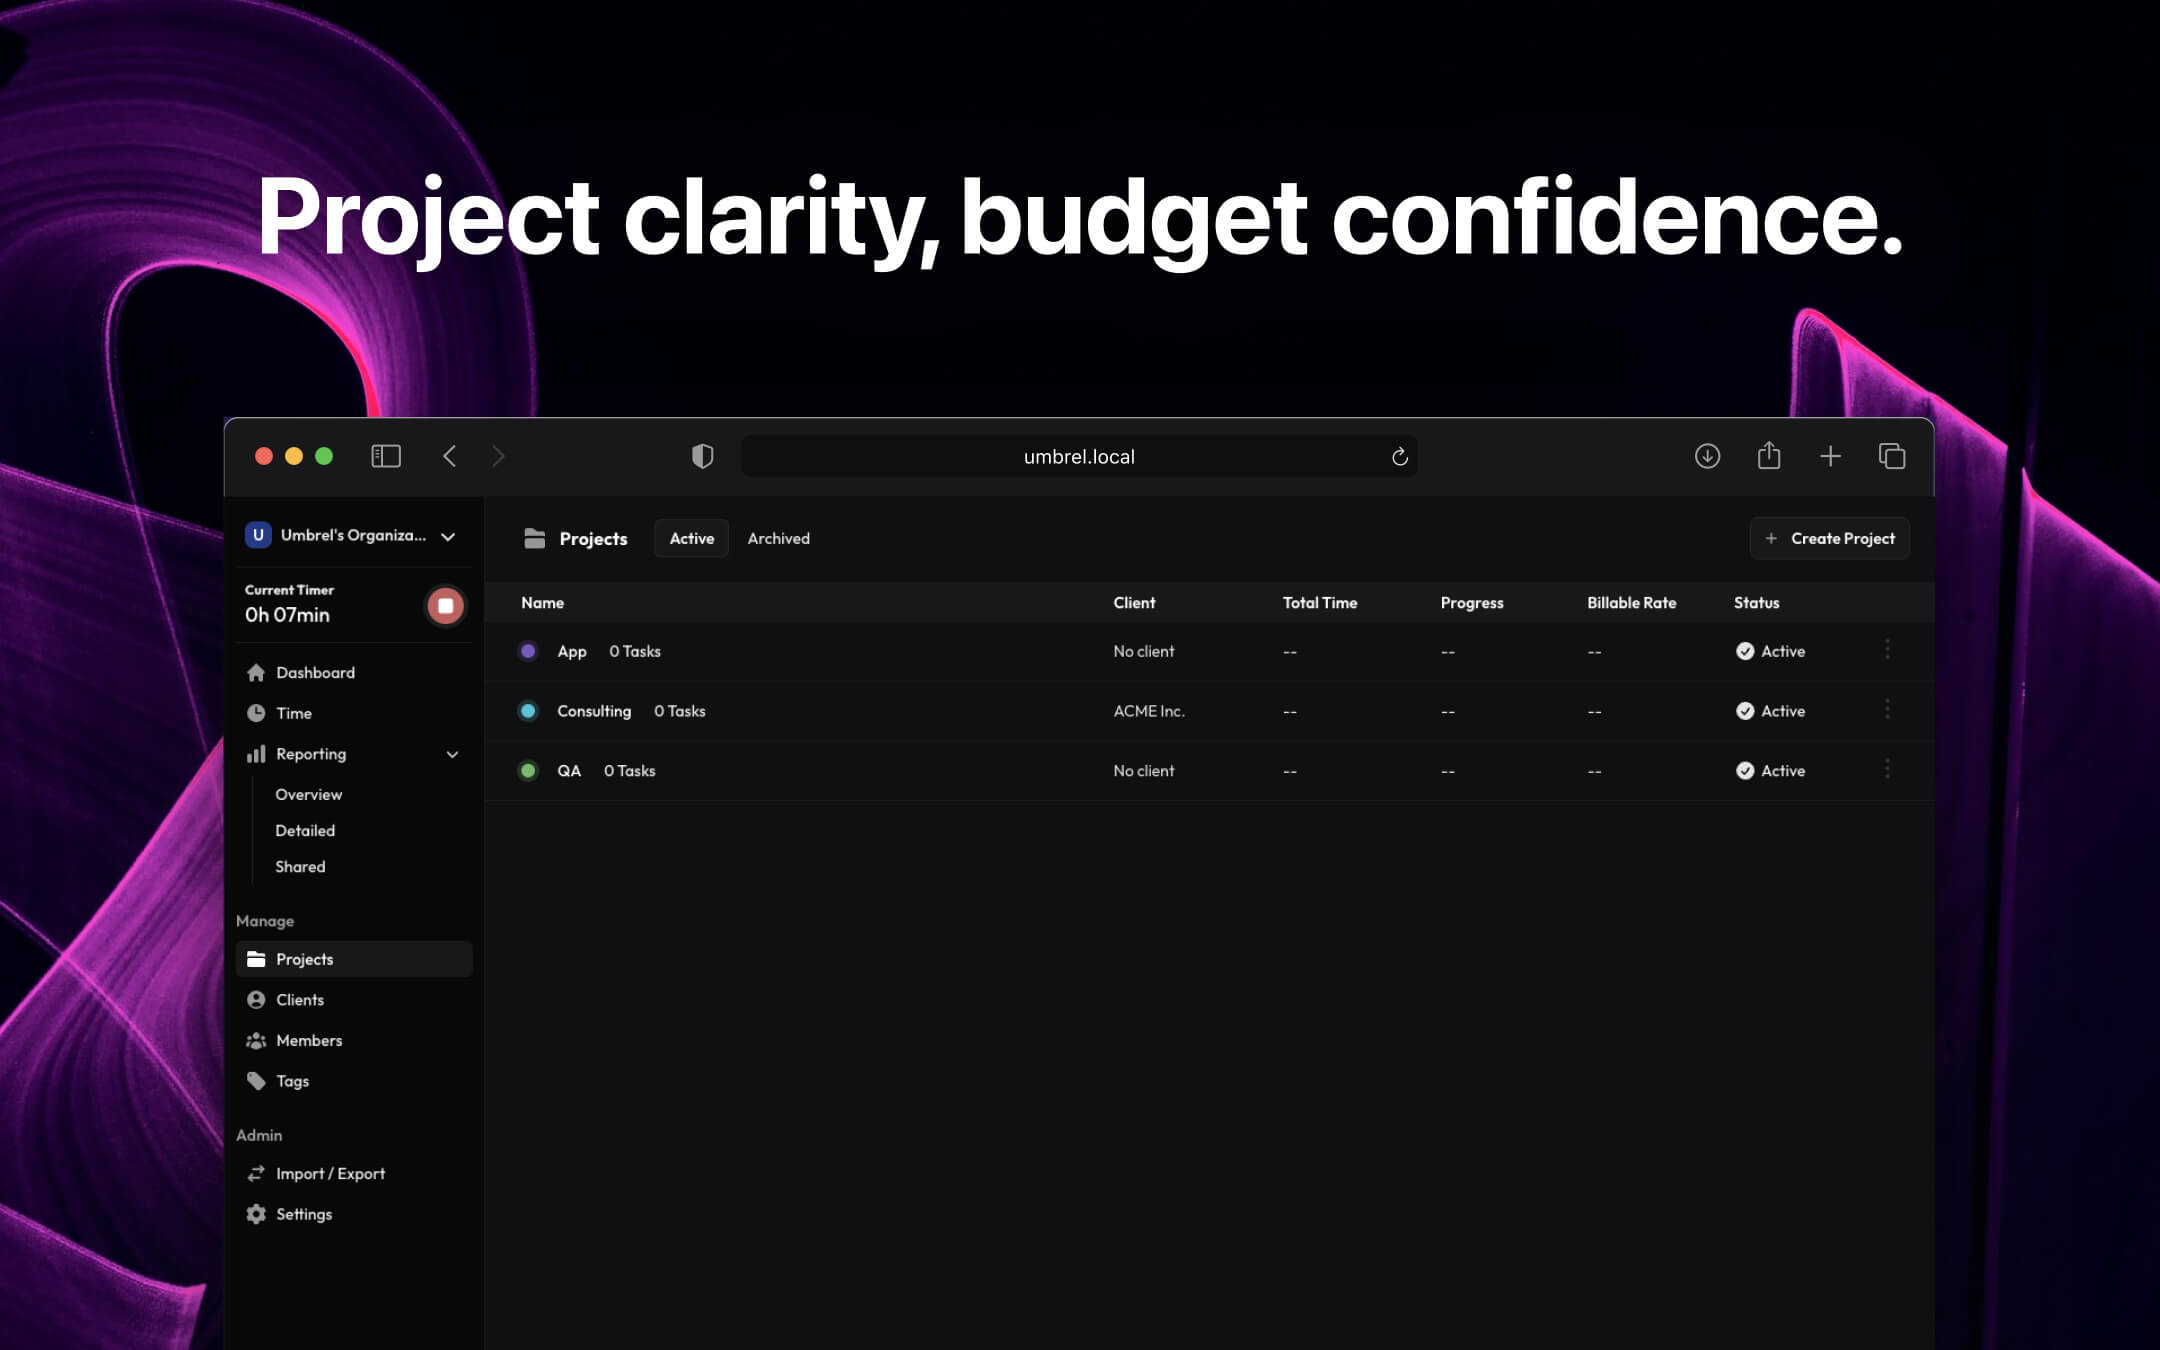 Project clarity, budget confidence.
umbrel.local
U Umbrel's Organiza...
Current Timer
0h 07min
Dashboard
Time
Reporting
Overview
Detailed
Shared
Manage
Projects
Clients
Members
Tags
Admin
Import / Export
Settings
Projects Active Archived + Create Project
Name Client Total Time Progress Billable Rate Status
App 0 Tasks No client -- -- -- Active
Consulting 0 Tasks ACME Inc. -- -- -- Active
QA 0 Tasks No client -- -- -- Active